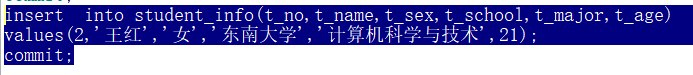 insert  into student_info(t_no,t_name,t_sex,t_school,t_major,t_age)
values(2,'王红','女','东南大学','计算机科学与技术',21);
commit;